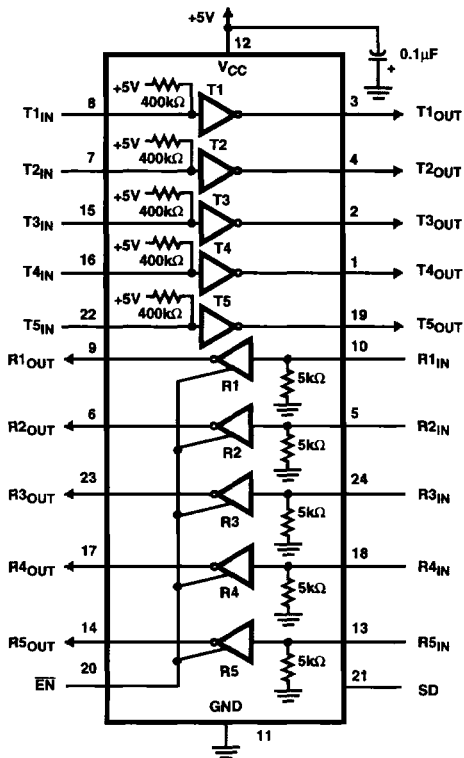 +5V
12
VCC
0.1µF
+
+5V
400kΩ
T1
T1IN
8
3
T1OUT
+5V
400kΩ
T2
T2IN
7
4
T2OUT
+5V
400kΩ
T3
T3IN
15
2
T3OUT
+5V
400kΩ
T4
T4IN
16
1
T4OUT
+5V
400kΩ
T5
T5IN
22
19
T5OUT
R1OUT
9
10
R1IN
R1
5kΩ
R2OUT
6
5
R2IN
R2
5kΩ
R3OUT
23
24
R3IN
R3
5kΩ
R4OUT
17
18
R4IN
R4
5kΩ
R5OUT
14
13
R5IN
R5
5kΩ
EN
20
21
SD
GND
11